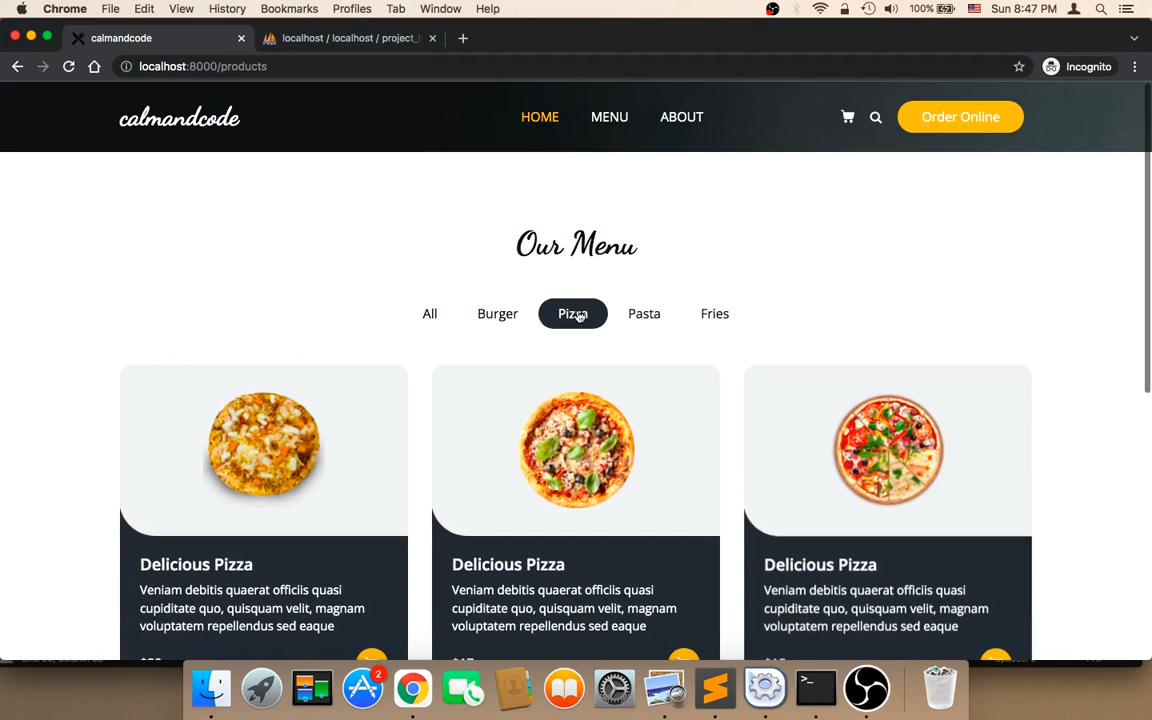 Chrome File Edit View History Bookmarks Profiles Tab Window Help 100% Sun 8:47 PM
calmandcode localhost / localhost / project_
localhost:8000/products Incognito
calmandcode HOME MENU ABOUT Order Online
Our Menu
All Burger Pizza Pasta Fries
Delicious Pizza
Veniam debitis quaerat officiis quasi
cupiditate quo, quisquam velit, magnam
voluptatem repellendus sed eaque
Delicious Pizza
Veniam debitis quaerat officiis quasi
cupiditate quo, quisquam velit, magnam
voluptatem repellendus sed eaque
Delicious Pizza
Veniam debitis quaerat officiis quasi
cupiditate quo, quisquam velit, magnam
voluptatem repellendus sed eaque
2